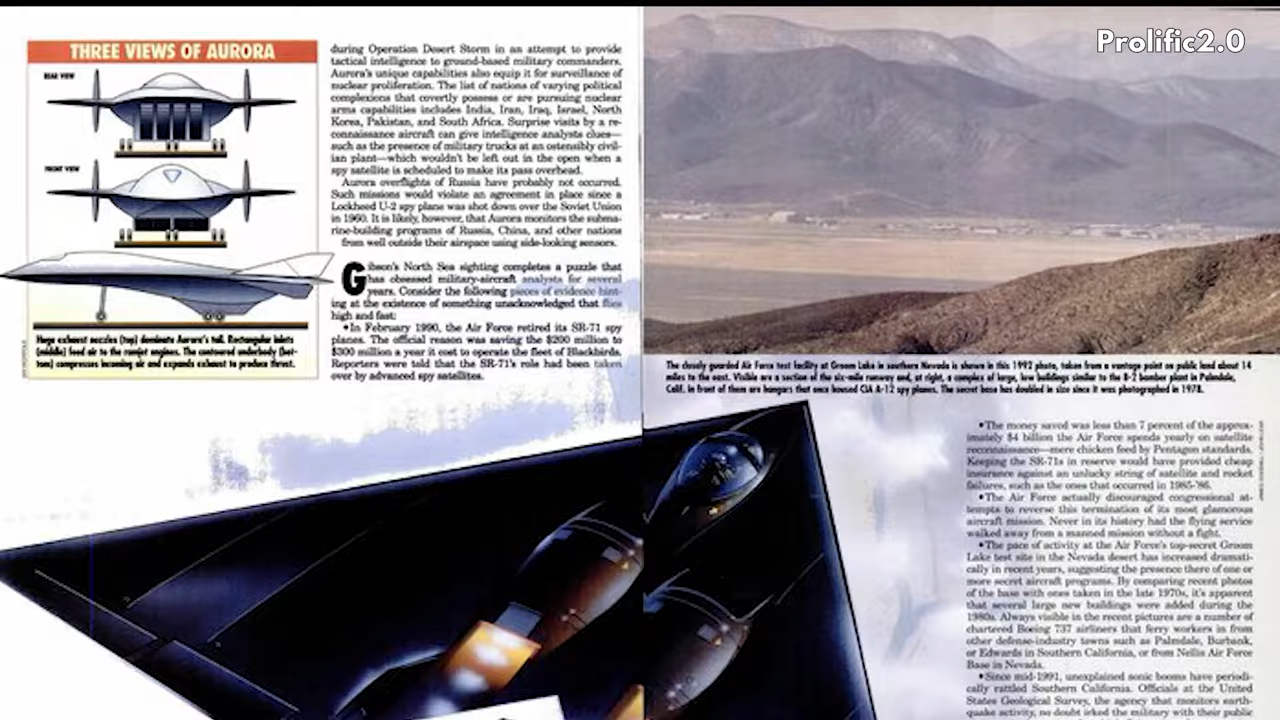 Prolific2.0
THREE VIEWS OF AURORA
REAR VIEW
FRONT VIEW
Huge exhaust nozzles (top) dominate Aurora's tail. Rectangular inlets
(middle) feed air to the ramjet engines. The contoured underbody (bot-
tom) compresses incoming air and expands exhaust to produce thrust.
during Operation Desert Storm in an attempt to provide
tactical intelligence to ground-based military commanders.
Aurora's unique capabilities also equip it for surveillance of
nuclear proliferation. The list of nations of varying political
complexions that covertly possess or are pursuing nuclear
arms capabilities includes India, Iran, Iraq, Israel, North
Korea, Pakistan, and South Africa. Surprise visits by a re-
connaissance aircraft can give intelligence analysts clues—
such as the presence of military trucks at an ostensibly civil-
ian plant—which wouldn't be left out in the open when a
spy satellite is scheduled to make its pass overhead.
Aurora overflights of Russia have probably not occurred.
Such missions would violate an agreement in place since a
Lockheed U-2 spy plane was shot down over the Soviet Union
in 1960. It is likely, however, that Aurora monitors the subma-
rine-building programs of Russia, China, and other nations
from well outside their airspace using side-looking sensors.
Gibson's North Sea sighting completes a puzzle that
has obsessed military-aircraft analysts for several
years. Consider the following pieces of evidence hint-
ing at the existence of something unacknowledged that flies
high and fast:
•In February 1990, the Air Force retired its SR-71 spy
planes. The official reason was saving the $200 million to
$300 million a year it cost to operate the fleet of Blackbirds.
Reporters were told that the SR-71's role had been taken
over by advanced spy satellites.
The closely guarded Air Force test facility at Groom Lake in southern Nevada is shown in this 1992 photo, taken from a vantage point on public land about 14
miles to the east. Visible are a section of the six-mile runway and, at right, a complex of large, low buildings similar to the B-2 bomber plant in Palmdale,
Calif. In front of them are hangars that once housed CIA A-12 spy planes. The secret base has doubled in size since it was photographed in 1978.
•The money saved was less than 7 percent of the approx-
imately $4 billion the Air Force spends yearly on satellite
reconnaissance—mere chicken feed by Pentagon standards.
Keeping the SR-71s in reserve would have provided cheap
insurance against an unlucky string of satellite and rocket
failures, such as the ones that occurred in 1985-'86.
•The Air Force actually discouraged congressional at-
tempts to reverse this termination of its most glamorous
aircraft mission. Never in its history had the flying service
walked away from a manned mission without a fight.
•The pace of activity at the Air Force's top-secret Groom
Lake test site in the Nevada desert has increased dramati-
cally in recent years, suggesting the presence there of one or
more secret aircraft programs. By comparing recent photos
of the base with ones taken in the late 1970s, it's apparent
that several large new buildings were added during the
1980s. Always visible in the recent pictures are a number of
chartered Boeing 737 airliners that ferry workers in from
other defense-industry towns such as Palmdale, Burbank,
or Edwards in Southern California, or from Nellis Air Force
Base in Nevada.
•Since mid-1991, unexplained sonic booms have periodi-
cally rattled Southern California. Officials at the United
States Geological Survey, the agency that monitors earth-
quake activity, no doubt irked the military with their public